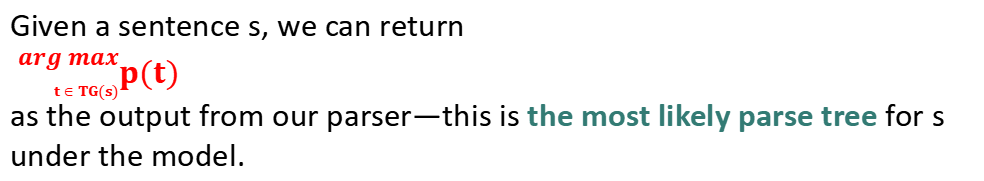 Given a sentence s, we can return
arg max p(t)
t ∈ TG(s)
as the output from our parser—this is the most likely parse tree for s
under the model.